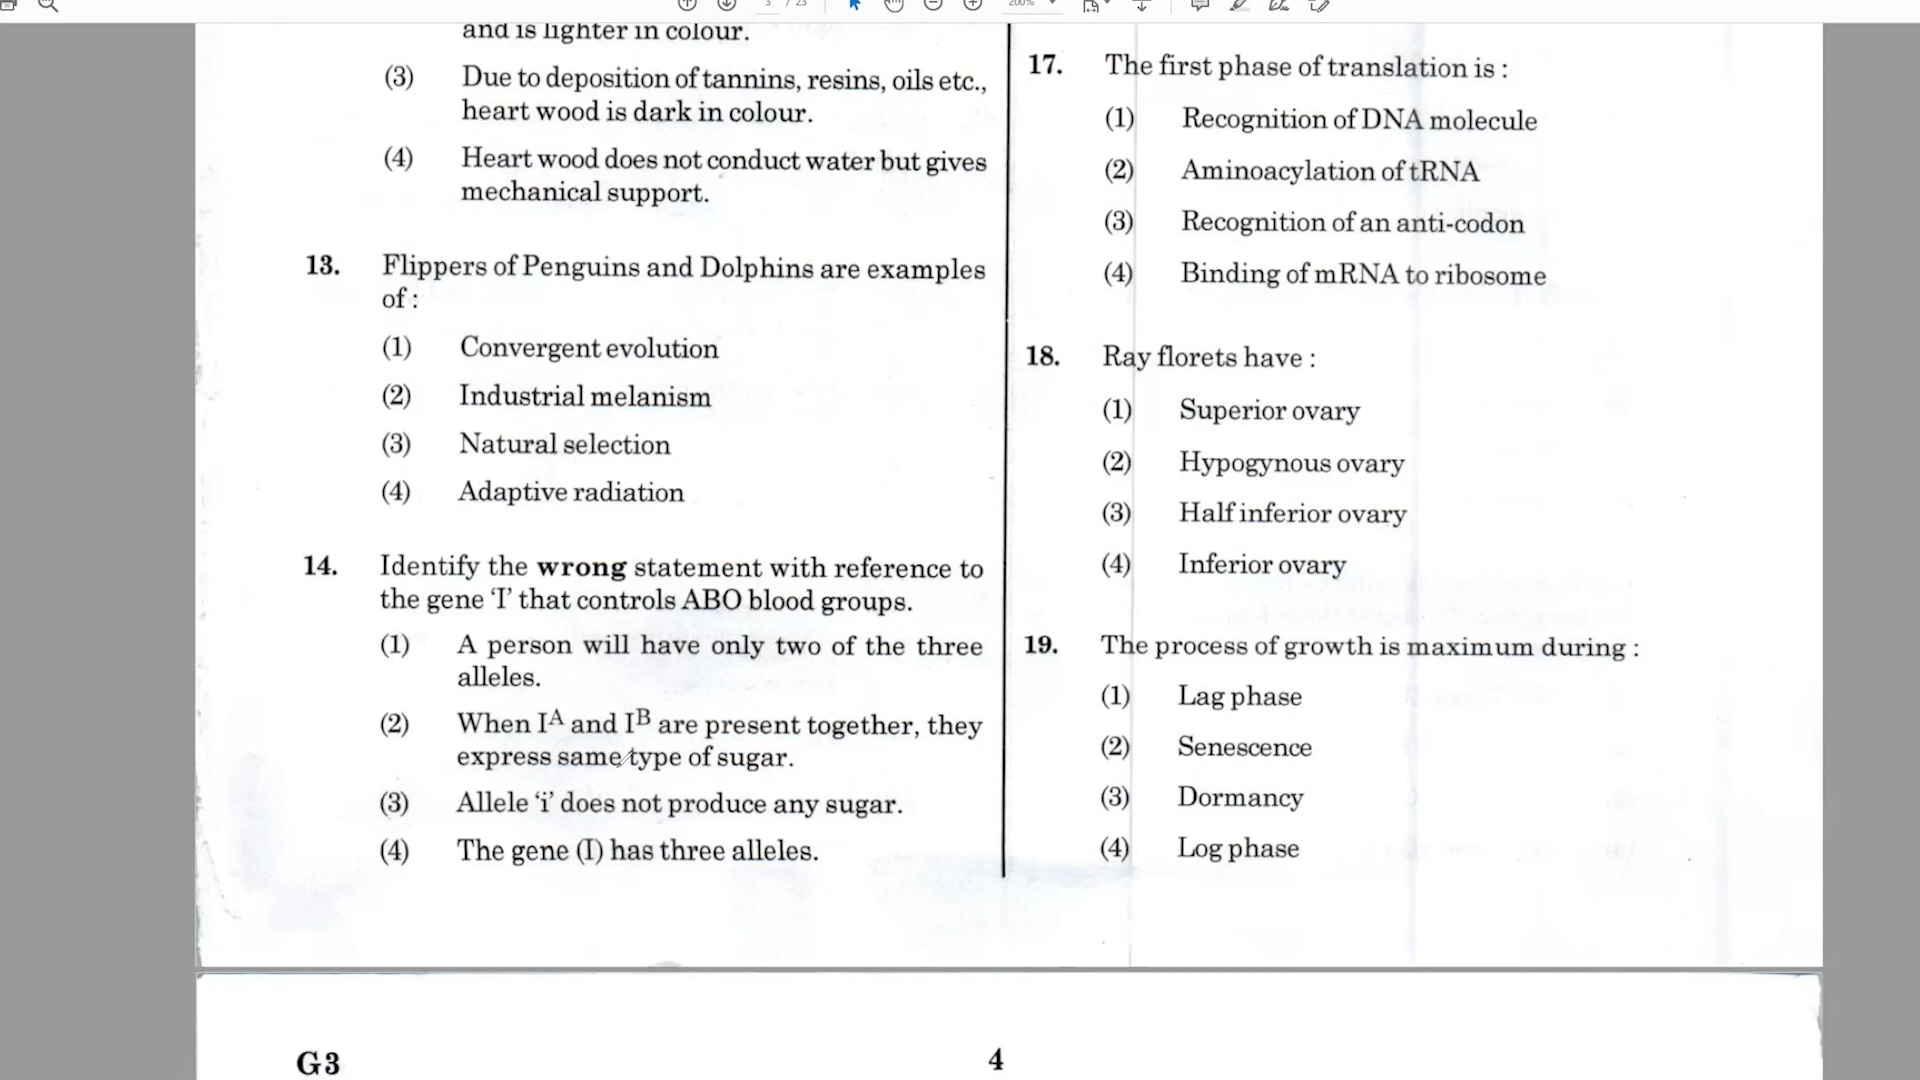 3 / 23
200%
and is lighter in colour.
(3) Due to deposition of tannins, resins, oils etc.,
heart wood is dark in colour.
(4) Heart wood does not conduct water but gives
mechanical support.
13. Flippers of Penguins and Dolphins are examples
of :
(1) Convergent evolution
(2) Industrial melanism
(3) Natural selection
(4) Adaptive radiation
14. Identify the wrong statement with reference to
the gene ‘I’ that controls ABO blood groups.
(1) A person will have only two of the three
alleles.
(2) When Iᴬ and Iᴮ are present together, they
express same type of sugar.
(3) Allele ‘i’ does not produce any sugar.
(4) The gene (I) has three alleles.
17. The first phase of translation is :
(1) Recognition of DNA molecule
(2) Aminoacylation of tRNA
(3) Recognition of an anti-codon
(4) Binding of mRNA to ribosome
18. Ray florets have :
(1) Superior ovary
(2) Hypogynous ovary
(3) Half inferior ovary
(4) Inferior ovary
19. The process of growth is maximum during :
(1) Lag phase
(2) Senescence
(3) Dormancy
(4) Log phase
G3
4